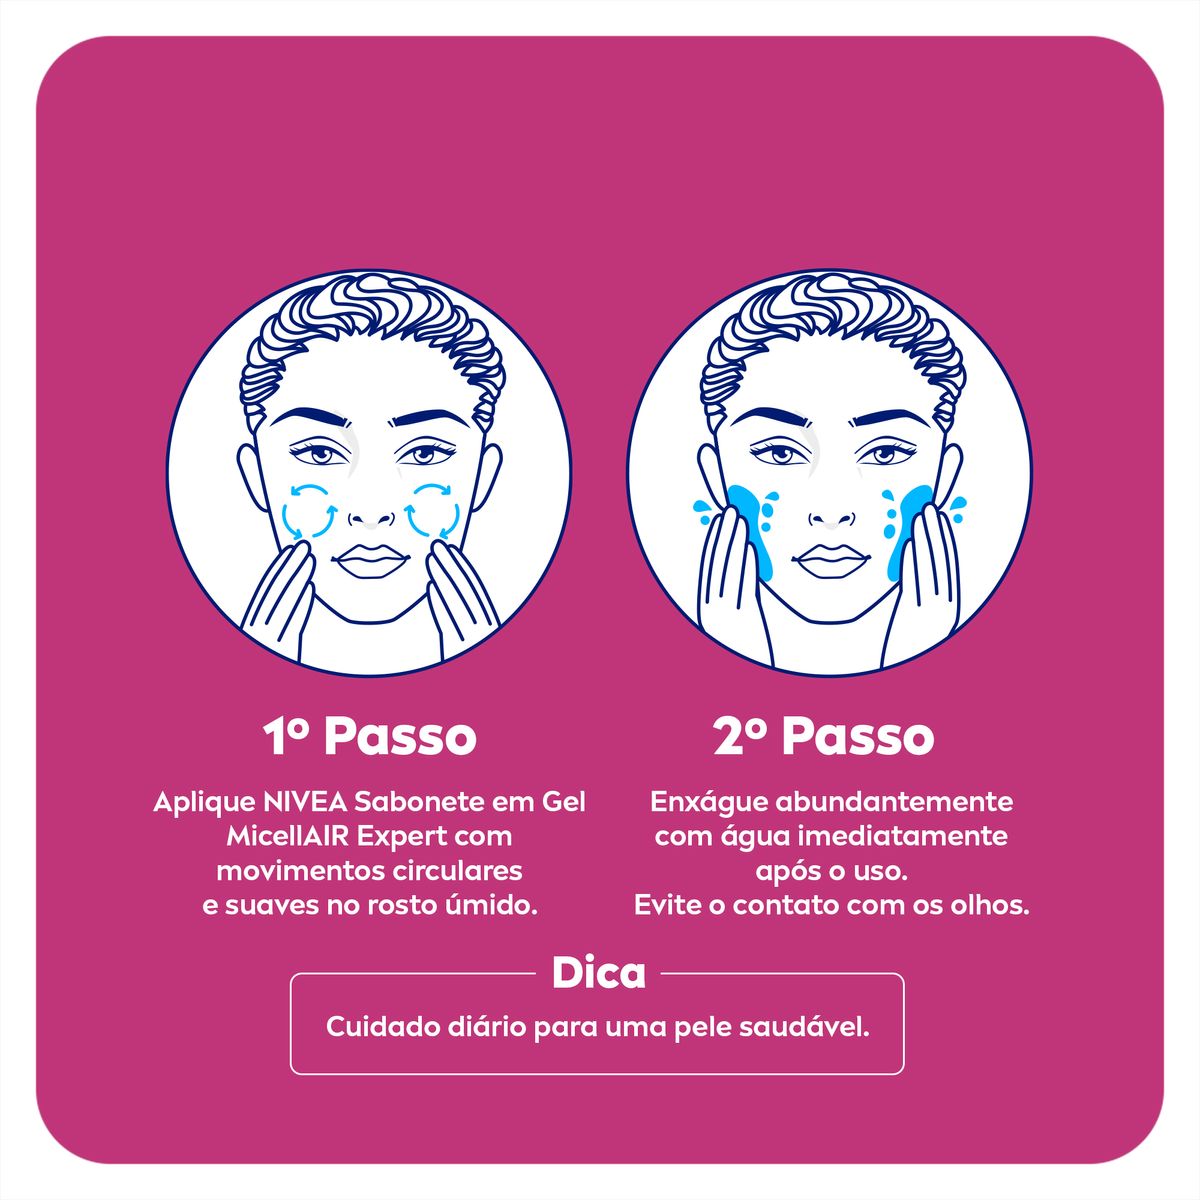 1º Passo
Aplique NIVEA Sabonete em Gel
MicellAIR Expert com
movimentos circulares
e suaves no rosto úmido.
2º Passo
Enxágue abundantemente
com água imediatamente
após o uso.
Evite o contato com os olhos.
Dica
Cuidado diário para uma pele saudável.